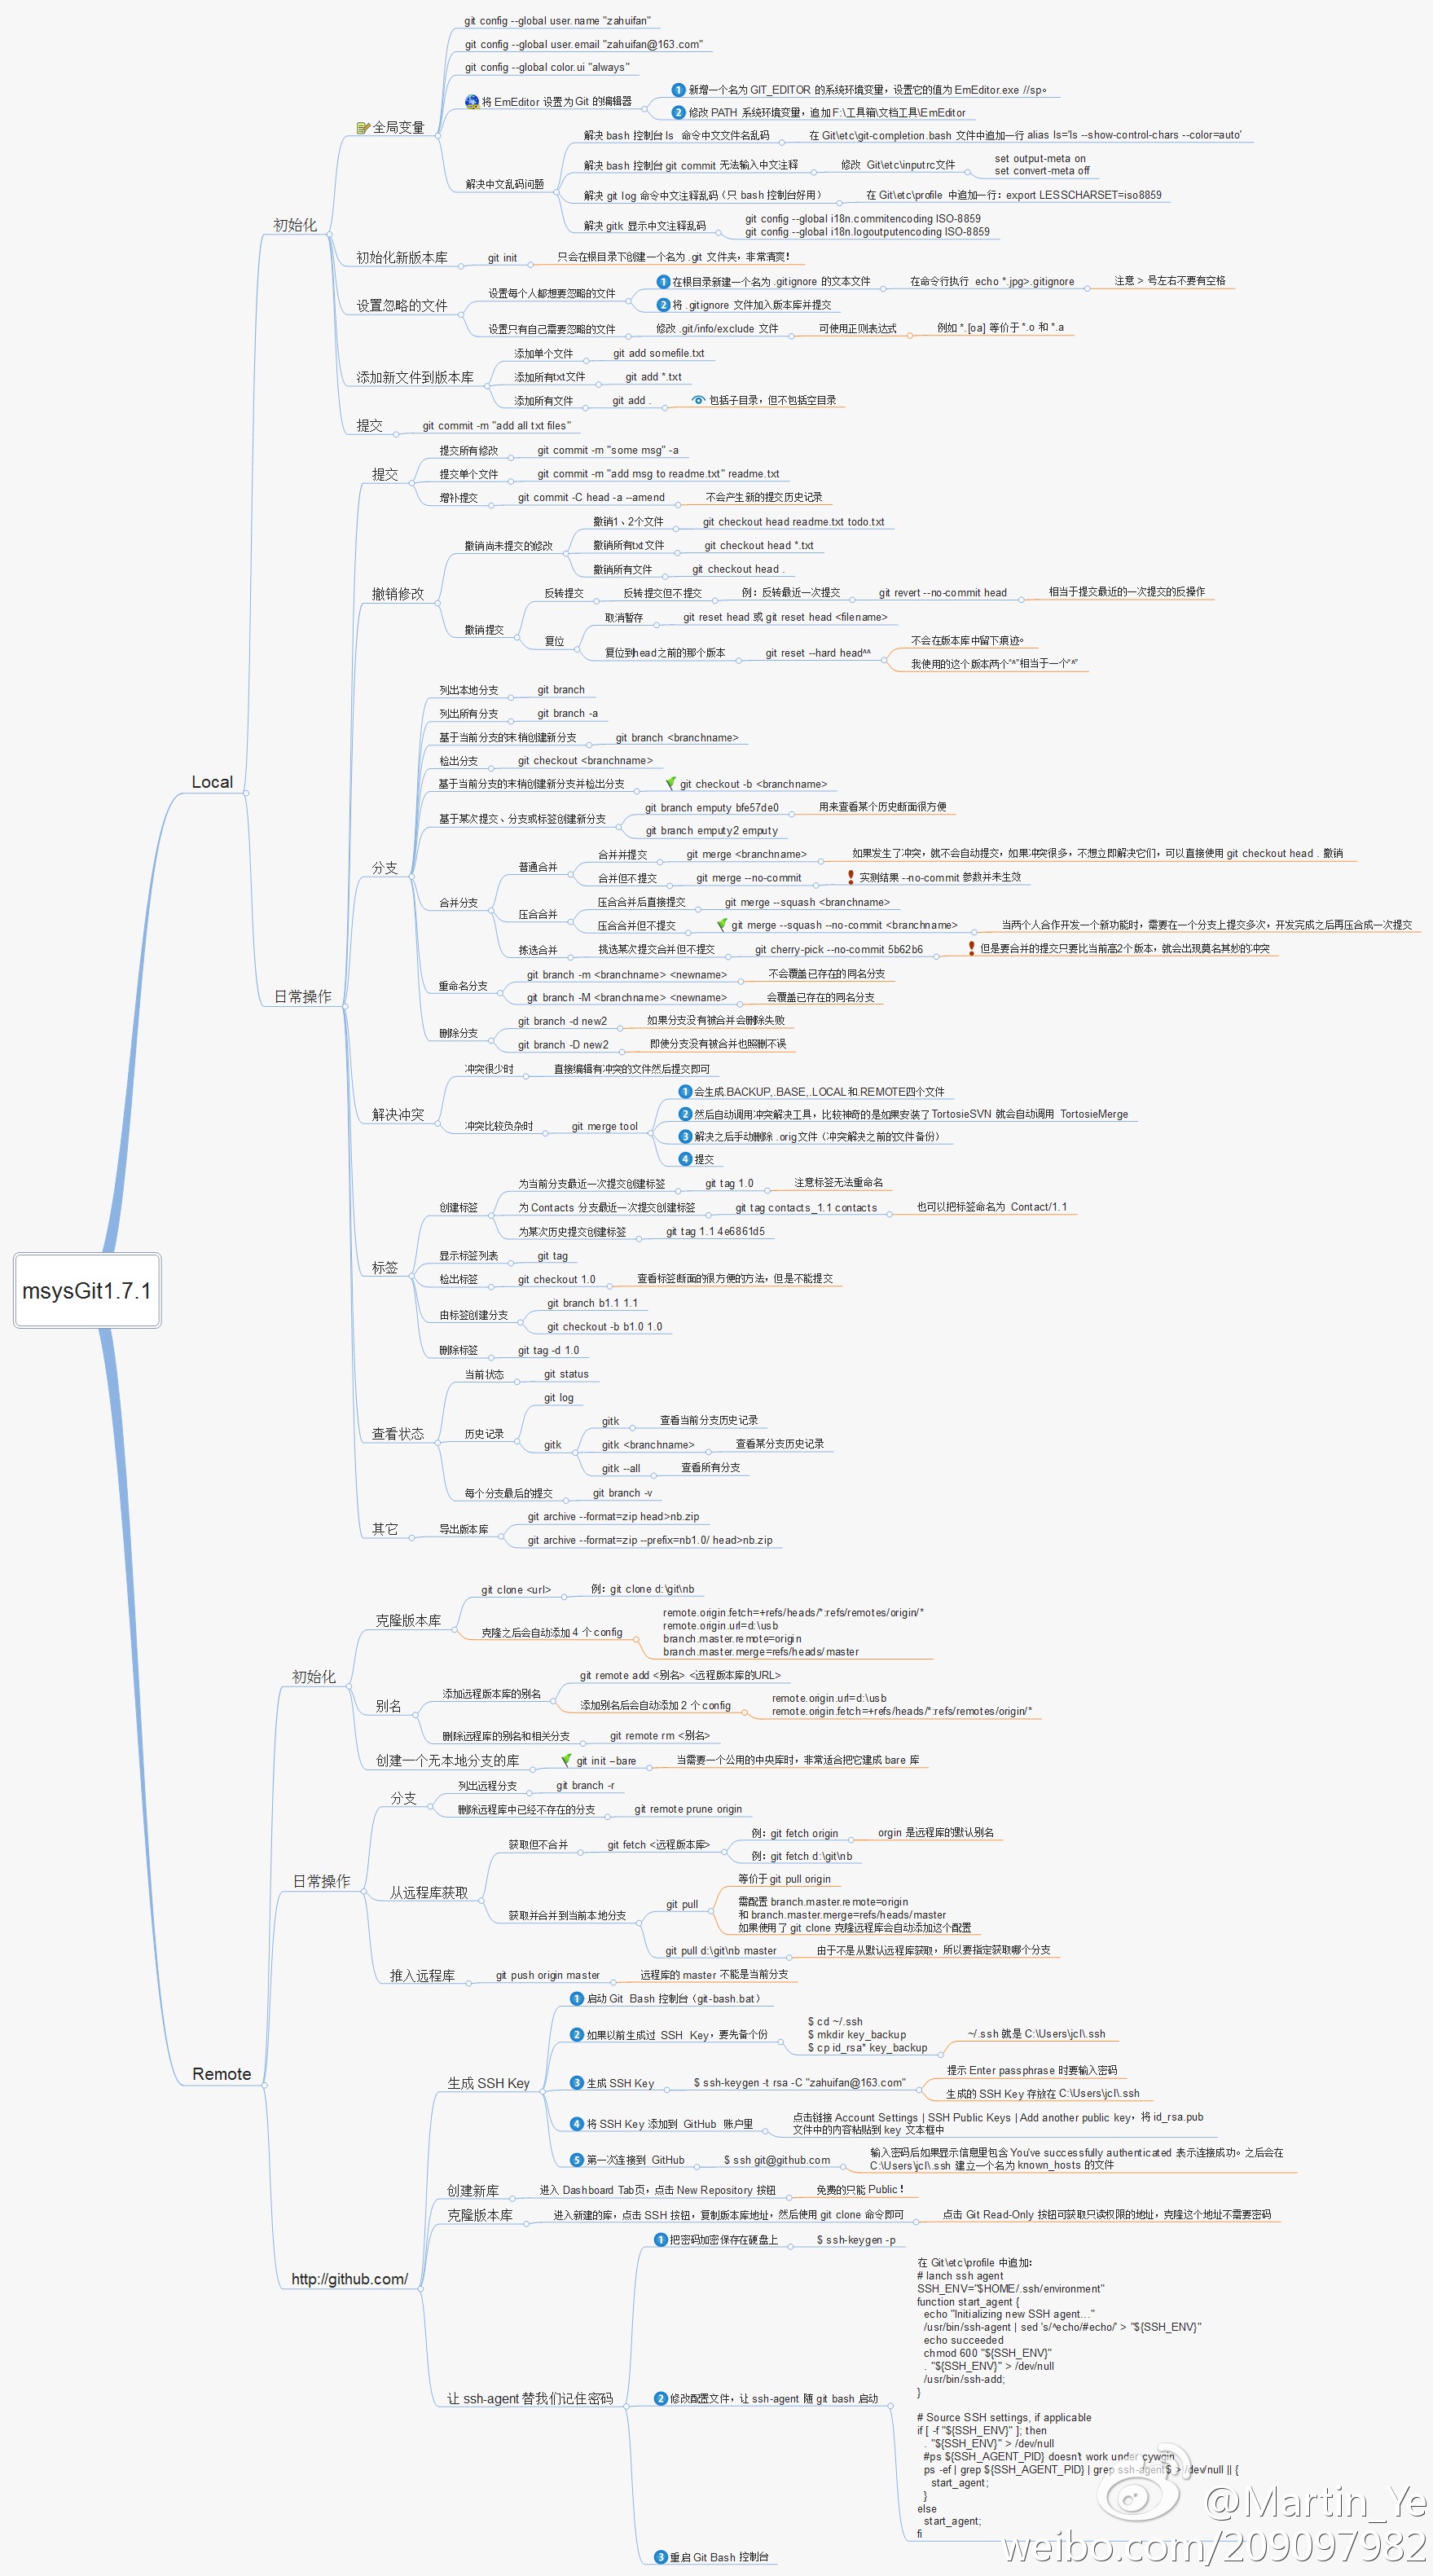 msysGit1.7.1
Local
初始化
全局变量
git config --global user.name "zahuifan"
git config --global user.email "zahuifan@163.com"
git config --global color.ui "always"
将 EmEditor 设置为 Git 的编辑器
1 新增一个名为 GIT_EDITOR 的系统环境变量，设置它的值为 EmEditor.exe //sp。
2 修改 PATH 系统环境变量，追加 F:\工具箱\文档工具\EmEditor
解决中文乱码问题
解决 bash 控制台 ls 命令中文文件名乱码
在 Git\etc\git-completion.bash 文件中追加一行 alias ls='ls --show-control-chars --color=auto'
解决 bash 控制台 git commit 无法输入中文注释
修改 Git\etc\inputrc文件
set output-meta on
set convert-meta off
解决 git log 命令中文注释乱码（只 bash 控制台好用）
在 Git\etc\profile 中追加一行：export LESSCHARSET=iso8859
解决 gitk 显示中文注释乱码
git config --global i18n.commitencoding ISO-8859
git config --global i18n.logoutputencoding ISO-8859
初始化新版本库
git init
只会在根目录下创建一个名为 .git 文件夹，非常清爽！
设置忽略的文件
设置每个人都想要忽略的文件
1 在根目录新建一个名为 .gitignore 的文本文件
在命令行执行 echo *.jpg>.gitignore
注意 > 号左右不要有空格
2 将 .gitignore 文件加入版本库并提交
设置只有自己需要忽略的文件
修改 .git/info/exclude 文件
可使用正则表达式
例如 *.[oa] 等价于 *.o 和 *.a
添加新文件到版本库
添加单个文件
git add somefile.txt
添加所有txt文件
git add *.txt
添加所有文件
git add .
包括子目录，但不包括空目录
提交
git commit -m "add all txt files"
日常操作
提交
提交所有修改
git commit -m "some msg" -a
提交单个文件
git commit -m "add msg to readme.txt" readme.txt
增补提交
git commit -C head -a --amend
不会产生新的提交历史记录
撤销修改
撤销尚未提交的修改
撤销1、2个文件
git checkout head readme.txt todo.txt
撤销所有txt文件
git checkout head *.txt
撤销所有文件
git checkout head .
撤销提交
反转提交
反转提交但不提交
例：反转最近一次提交
git revert --no-commit head
相当于提交最近的一次提交的反操作
复位
取消暂存
git reset head 或 git reset head <filename>
复位到head之前的那个版本
git reset --hard head^^
不会在版本库中留下痕迹。
我使用的这个版本两个"^"相当于一个"^"
分支
列出本地分支
git branch
列出所有分支
git branch -a
基于当前分支的末梢创建新分支
git branch <branchname>
检出分支
git checkout <branchname>
基于当前分支的末梢创建新分支并检出分支
git checkout -b <branchname>
基于某次提交、分支或标签创建新分支
git branch emputy bfe57de0
用来查看某个历史断面很方便
git branch emputy2 emputy
合并分支
普通合并
合并并提交
git merge <branchname>
如果发生了冲突，就不会自动提交，如果冲突很多，不想立即解决它们，可以直接使用 git checkout head . 撤销
合并但不提交
git merge --no-commit
实测结果 --no-commit 参数并未生效
压合合并
压合合并后直接提交
git merge --squash <branchname>
压合合并但不提交
git merge --squash --no-commit <branchname>
当两个人合作开发一个新功能时，需要在一个分支上提交多次，开发完成之后再压合成一次提交
拣选合并
挑选某次提交合并但不提交
git cherry-pick --no-commit 5b62b6
但是要合并的提交只要比当前高2个版本，就会出现莫名其妙的冲突
重命名分支
git branch -m <branchname> <newname>
不会覆盖已存在的同名分支
git branch -M <branchname> <newname>
会覆盖已存在的同名分支
删除分支
git branch -d new2
如果分支没有被合并会删除失败
git branch -D new2
即使分支没有被合并也照删不误
解决冲突
冲突很少时
直接编辑有冲突的文件然后提交即可
冲突比较负杂时
git merge tool
1 会生成.BACKUP,.BASE,.LOCAL和.REMOTE四个文件
2 然后自动调用冲突解决工具，比较神奇的是如果安装了 TortosieSVN 就会自动调用 TortosieMerge
3 解决之后手动删除 .orig文件（冲突解决之前的文件备份）
4 提交
标签
创建标签
为当前分支最近一次提交创建标签
git tag 1.0
注意标签无法重命名
为 Contacts 分支最近一次提交创建标签
git tag contacts_1.1 contacts
也可以把标签命名为 Contact/1.1
为某次历史提交创建标签
git tag 1.1 4e6861d5
显示标签列表
git tag
检出标签
git checkout 1.0
查看标签断面的很方便的方法，但是不能提交
由标签创建分支
git branch b1.1 1.1
git checkout -b b1.0 1.0
删除标签
git tag -d 1.0
查看状态
当前状态
git status
历史记录
git log
gitk
gitk
查看当前分支历史记录
gitk <branchname>
查看某分支历史记录
gitk --all
查看所有分支
每个分支最后的提交
git branch -v
其它
导出版本库
git archive --format=zip head>nb.zip
git archive --format=zip --prefix=nb1.0/ head>nb.zip
Remote
初始化
克隆版本库
git clone <url>
例：git clone d:\git\nb
克隆之后会自动添加 4 个 config
remote.origin.fetch=+refs/heads/*:refs/remotes/origin/*
remote.origin.url=d:\usb
branch.master.remote=origin
branch.master.merge=refs/heads/master
别名
添加远程版本库的别名
git remote add <别名> <远程版本库的URL>
添加别名后会自动添加 2 个 config
remote.origin.url=d:\usb
remote.origin.fetch=+refs/heads/*:refs/remotes/origin/*
删除远程库的别名和相关分支
git remote rm <别名>
创建一个无本地分支的库
git init --bare
当需要一个公用的中央库时，非常适合把它建成 bare 库
日常操作
分支
列出远程分支
git branch -r
删除远程库中已经不存在的分支
git remote prune origin
从远程库获取
获取但不合并
git fetch <远程版本库>
例：git fetch origin
orgin 是远程库的默认别名
例：git fetch d:\git\nb
获取并合并到当前本地分支
git pull
等价于 git pull origin
需配置 branch.master.remote=origin
和 branch.master.merge=refs/heads/master
如果使用了 git clone 克隆远程库会自动添加这个配置
git pull d:\git\nb master
由于不是从默认远程库获取，所以要指定获取哪个分支
推入远程库
git push origin master
远程库的 master 不能是当前分支
http://github.com/
生成 SSH Key
1 启动 Git Bash 控制台（git-bash.bat）
2 如果以前生成过 SSH Key，要先备个份
$ cd ~/.ssh
$ mkdir key_backup
$ cp id_rsa* key_backup
~/.ssh 就是 C:\Users\jcl\.ssh
3 生成 SSH Key
$ ssh-keygen -t rsa -C "zahuifan@163.com"
提示 Enter passphrase 时要输入密码
生成的 SSH Key 存放在 C:\Users\jcl\.ssh
4 将 SSH Key 添加到 GitHub 账户里
点击链接 Account Settings | SSH Public Keys | Add another public key，将 id_rsa.pub
文件中的内容粘贴到 key 文本框中
5 第一次连接到 GitHub
$ ssh git@github.com
输入密码后如果显示信息里包含 You've successfully authenticated 表示连接成功。之后会在
C:\Users\jcl\.ssh 建立一个名为 known_hosts 的文件
创建新库
进入 Dashboard Tab页，点击 New Repository 按钮
免费的只能 Public！
克隆版本库
进入新建的库，点击 SSH 按钮，复制版本库地址，然后使用 git clone 命令即可
点击 Git Read-Only 按钮可获取只读权限的地址，克隆这个地址不需要密码
让 ssh-agent 替我们记住密码
1 把密码加密保存在硬盘上
$ ssh-keygen -p
2 修改配置文件，让 ssh-agent 随 git bash 启动
在 Git\etc\profile 中追加：
# lanch ssh agent
SSH_ENV="$HOME/.ssh/environment"
function start_agent {
echo "Initializing new SSH agent..."
/usr/bin/ssh-agent | sed 's/^echo/#echo/' > "${SSH_ENV}"
echo succeeded
chmod 600 "${SSH_ENV}"
. "${SSH_ENV}" > /dev/null
/usr/bin/ssh-add;
}
# Source SSH settings, if applicable
if [ -f "${SSH_ENV}" ]; then
. "${SSH_ENV}" > /dev/null
#ps ${SSH_AGENT_PID} doesn't work under cywgin
ps -ef | grep ${SSH_AGENT_PID} | grep ssh-agent$ > /dev/null || {
start_agent;
}
else
start_agent;
fi
3 重启 Git Bash 控制台
@Martin_Ye
weibo.com/209097982